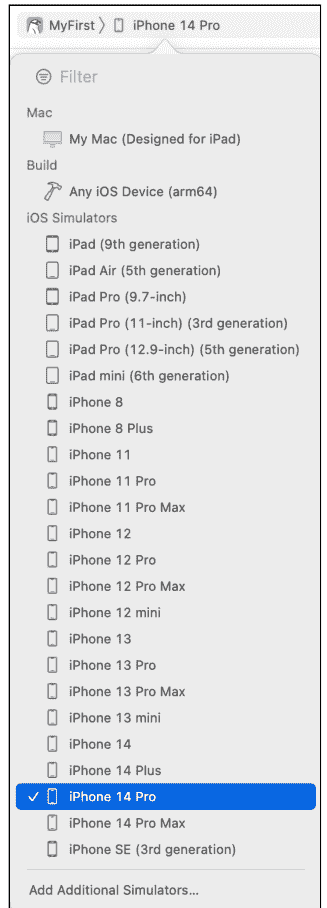 MyFirst 〉 iPhone 14 Pro
Filter
Mac
My Mac (Designed for iPad)
Build
Any iOS Device (arm64)
iOS Simulators
iPad (9th generation)
iPad Air (5th generation)
iPad Pro (9.7-inch)
iPad Pro (11-inch) (3rd generation)
iPad Pro (12.9-inch) (5th generation)
iPad mini (6th generation)
iPhone 8
iPhone 8 Plus
iPhone 11
iPhone 11 Pro
iPhone 11 Pro Max
iPhone 12
iPhone 12 Pro
iPhone 12 Pro Max
iPhone 12 mini
iPhone 13
iPhone 13 Pro
iPhone 13 Pro Max
iPhone 13 mini
iPhone 14
iPhone 14 Plus
✓ iPhone 14 Pro
iPhone 14 Pro Max
iPhone SE (3rd generation)
Add Additional Simulators...